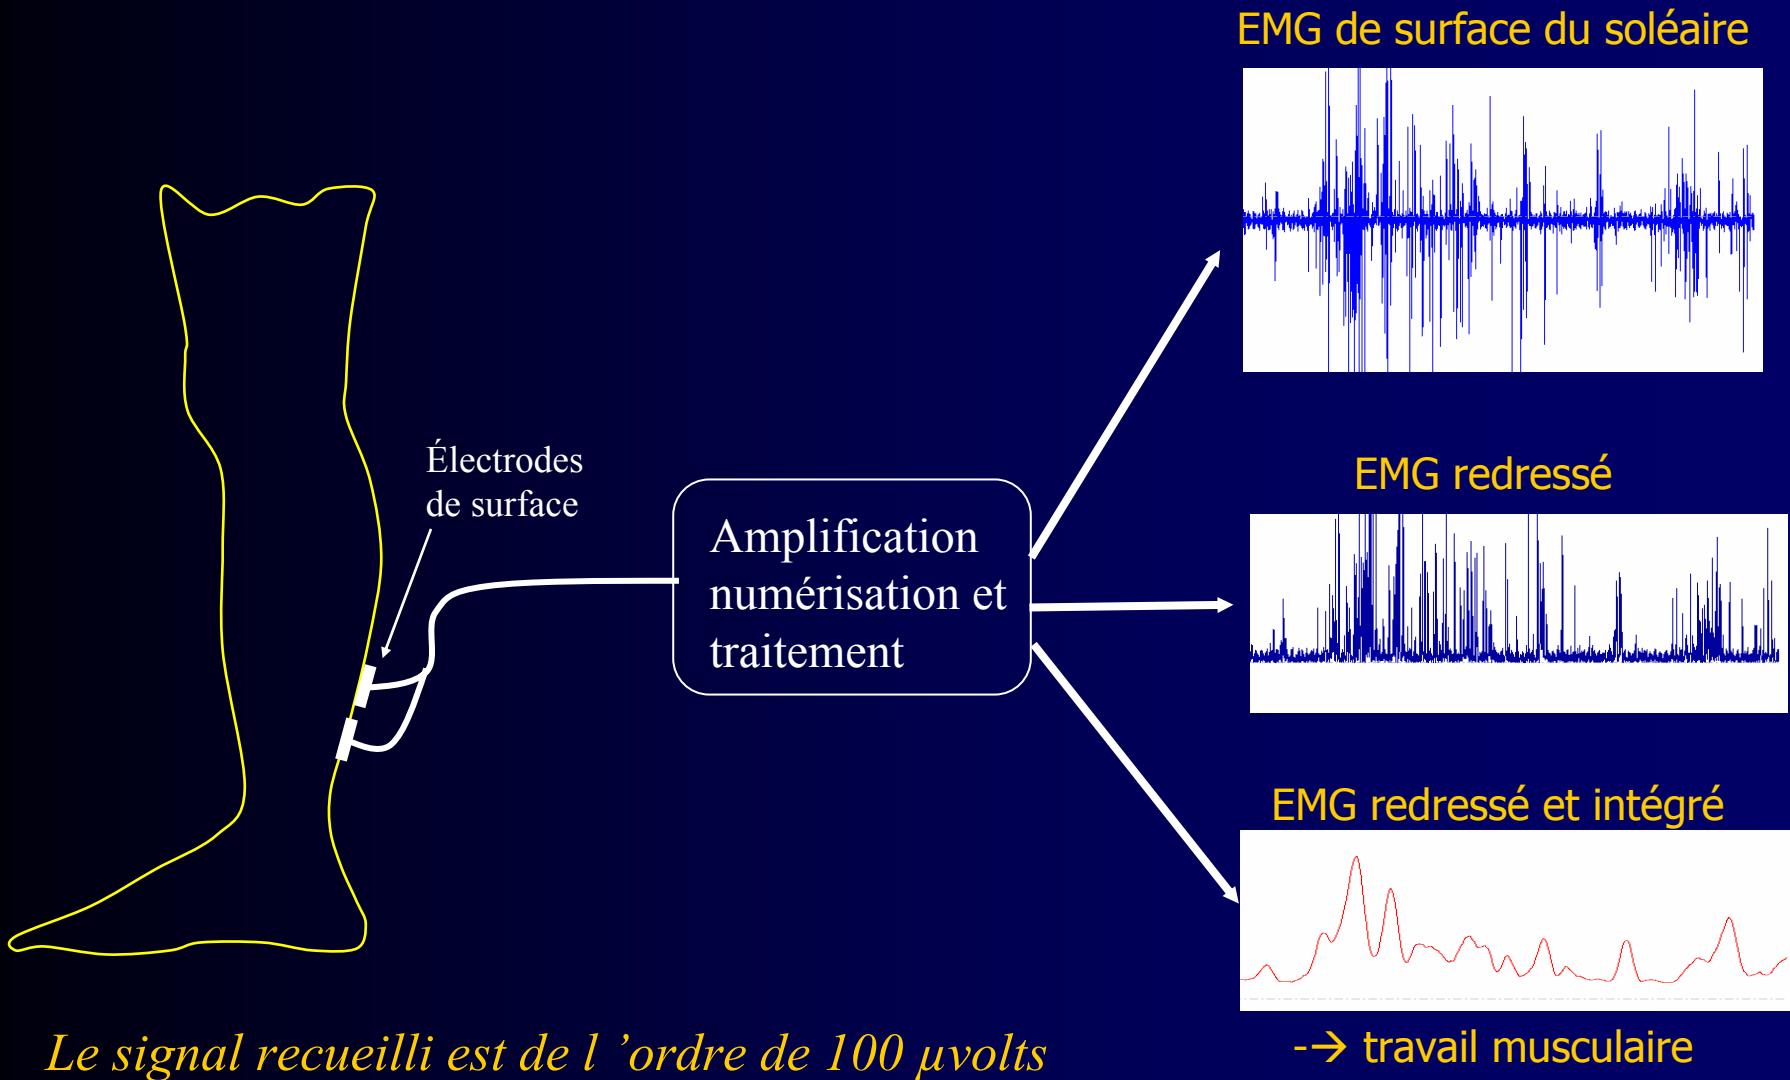 EMG de surface du soléaire
Électrodes
de surface
Amplification
numérisation et
traitement
EMG redressé
EMG redressé et intégré
Le signal recueilli est de l ’ordre de 100 µvolts
-→ travail musculaire